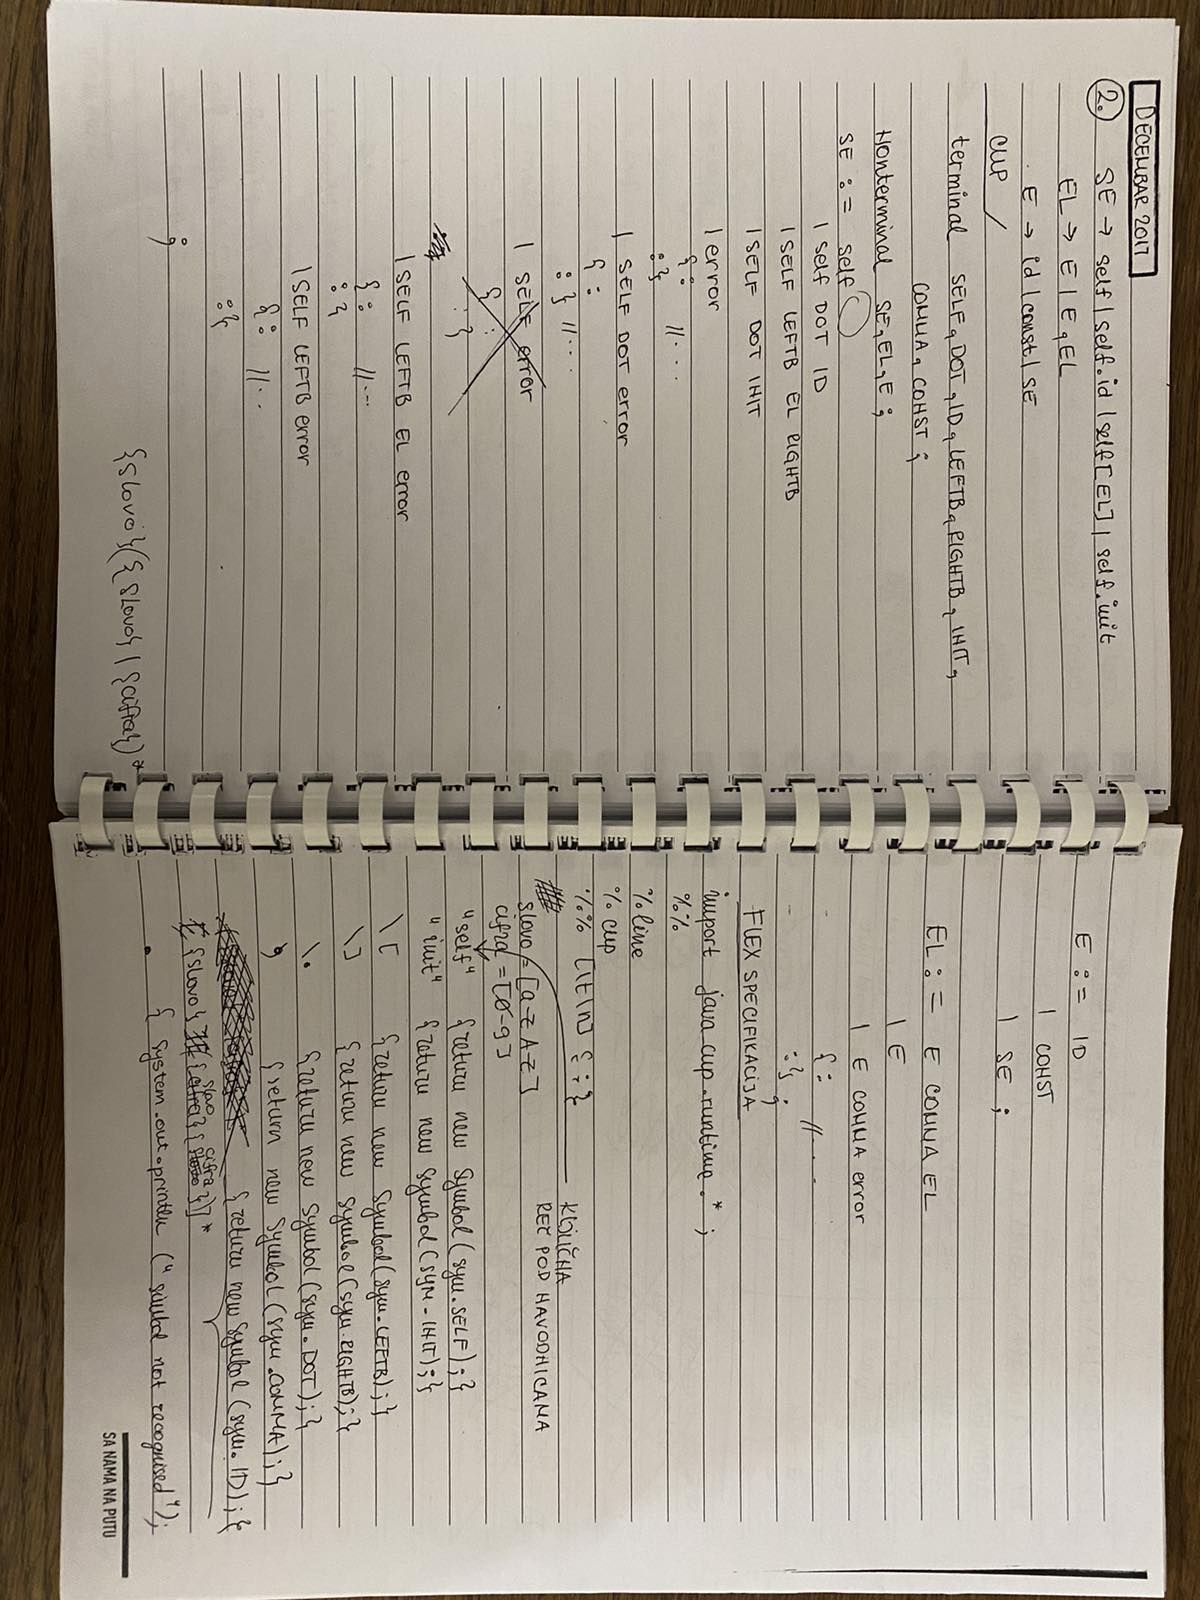 DECEMBAR 2017
2. SE → self | self.id | self[EL] | self.init
EL → E | E, EL
E → id | const | SE
CUP
terminal SELF, DOT, ID, LEFTB, RIGHTB, INIT,
COMMA, CONST;
Nonterminal SE, EL, E;
SE ::= self
| self DOT ID
| SELF LEFTB EL RIGHTB
| SELF DOT INIT
| error
{: //...
:}
| SELF DOT error
{:
:} //...
| SELF error
{:
:}
| SELF LEFTB EL error
{: //...
:}
| SELF LEFTB error
{: //...
:}
;
{slovo}({slovo} | {cifra})*
E ::= ID
| CONST
| SE;
EL ::= E COMMA EL
| E
| E COMMA error
{: //....
:};
FLEX SPECIFIKACIJA
import java_cup.runtime.*;
%%
%line
%cup
%% [\t\n] {;}
KLJUČNA
REČ POD NAVODNICANA
slovo = [a-z A-Z]
cifra = [0-9]
"self" {return new Symbol(sym.SELF);}
"init" {return new Symbol(sym.INIT);}
\[ {return new Symbol(sym.LEFTB);}
\] {return new Symbol(sym.RIGHTB);}
\. {return new Symbol(sym.DOT);}
, {return new Symbol(sym.COMMA);}
{return new Symbol(sym.ID);}
{slovo}
slovo cifra
. { System.out.println ("simbol not recognised");
SA NAMA NA PUTU